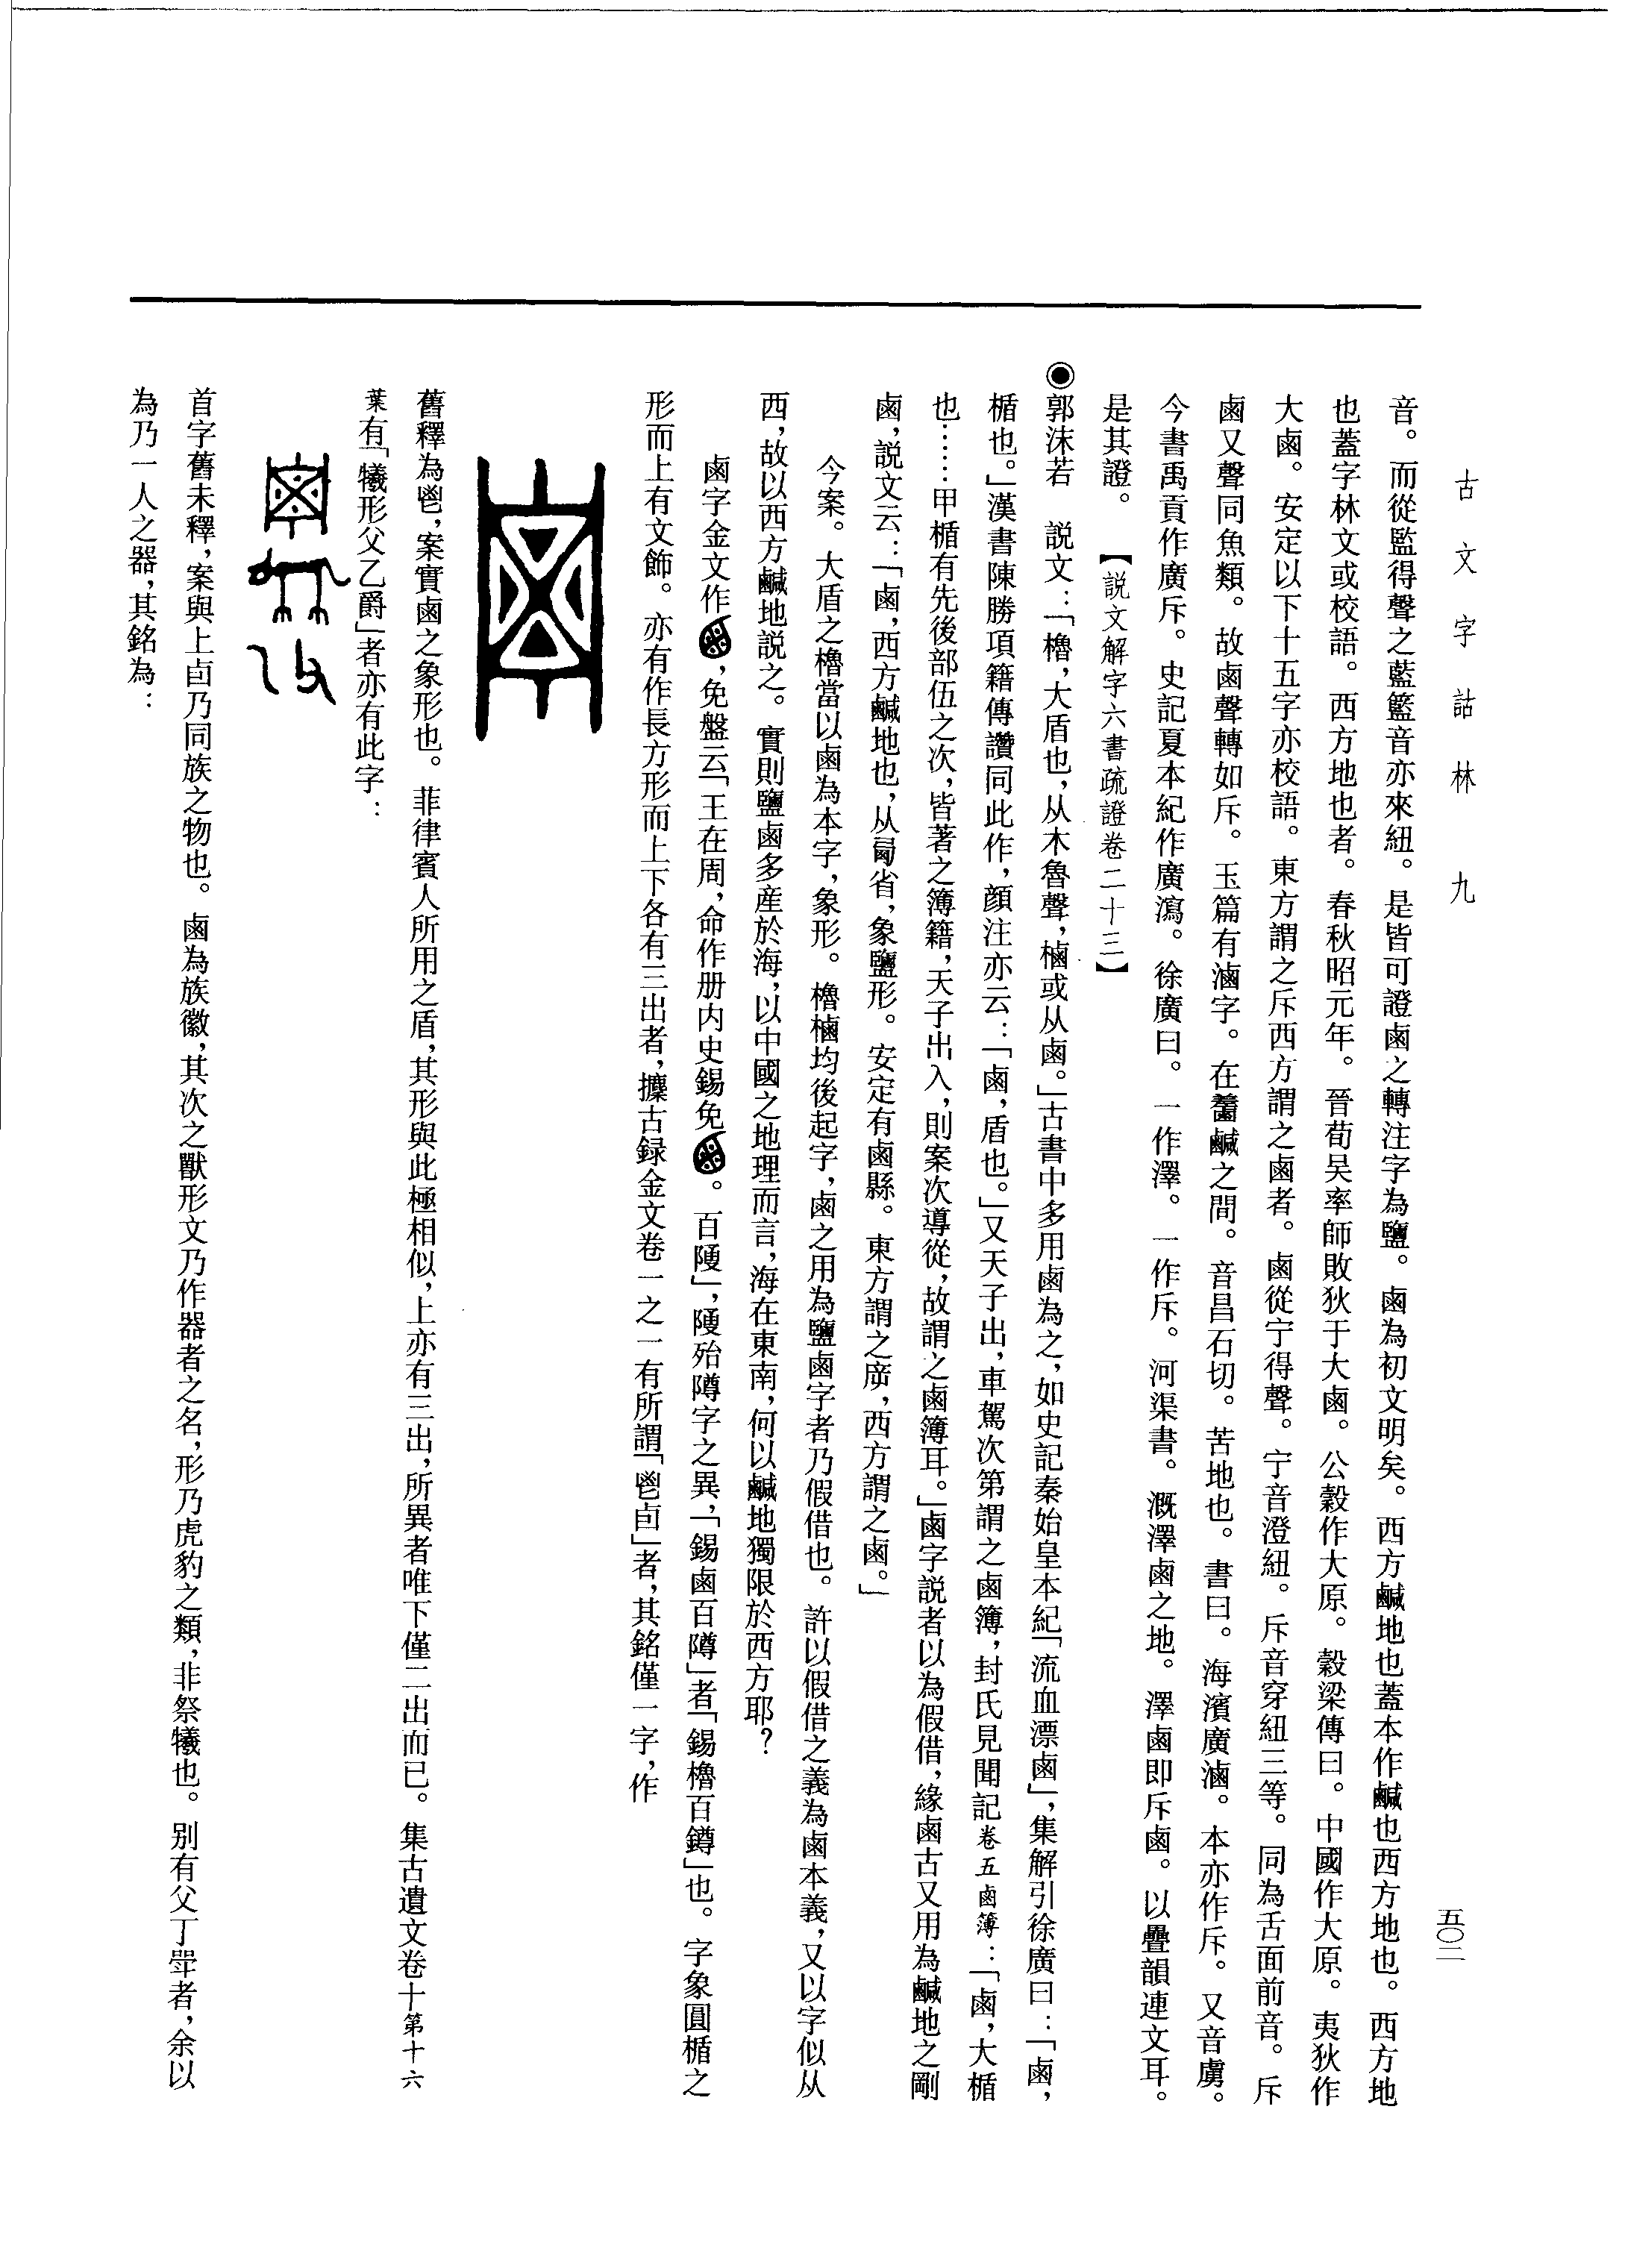 古文字詁林　九
五〇二
音。而從監得聲之藍籃音亦來紐。是皆可證鹵之轉注字為鹽。鹵為初文明矣。西方鹹地也蓋本作鹹也西方地也。西方地
也蓋字林文或校語。西方地也者。春秋昭元年。晉荀吴率師敗狄于大鹵。公穀作大原。穀梁傳曰。中國作大原。夷狄作
大鹵。安定以下十五字亦校語。東方謂之斥西方謂之鹵者。鹵從宁得聲。宁音澄紐。斥音穿紐三等。同為舌面前音。斥
鹵又聲同魚類。故鹵聲轉如斥。玉篇有滷字。在鹹之間。音昌石切。苦地也。書曰。海濱廣滷。本亦作斥。又音虜。
今書禹貢作廣斥。史記夏本紀作廣瀉。徐廣曰。一作澤。一作斥。河渠書。溉澤鹵之地。澤鹵即斥鹵。以疊韻連文耳。
是其證。【説文解字六書疏證卷二十三】
◉郭沫若　説文：「櫓，大盾也，从木魯聲，樐或从鹵。」古書中多用鹵為之，如史記秦始皇本紀「流血漂鹵」，集解引徐廣曰：「鹵，
楯也。」漢書陳勝項籍傳讚同此作，顔注亦云：「鹵，盾也。」又天子出，車駕次第謂之鹵簿，封氏見聞記卷五鹵簿：「鹵，大楯
也……甲楯有先後部伍之次，皆著之簿籍，天子出入，則案次導從，故謂之鹵簿耳。」鹵字説者以為假借，緣鹵古又用為鹹地之剛
鹵，説文云：「鹵，西方鹹地也，从㔾省，象鹽形。安定有鹵縣。東方謂之㡿，西方謂之鹵。」
今案。大盾之櫓當以鹵為本字，象形。櫓樐均後起字，鹵之用為鹽鹵字者乃假借也。許以假借之義為鹵本義，又以字似从
西，故以西方鹹地説之。實則鹽鹵多産於海，以中國之地理而言，海在東南，何以鹹地獨限於西方耶？
鹵字金文作，免盤云「王在周，命作册内史錫免。百𨹸」，𨹸殆䧿字之異，「錫鹵百䧿」者「錫櫓百鐏」也。字象圓楯之
形而上有文飾。亦有作長方形而上下各有三出者，攈古録金文卷一之一有所謂「鬯卣」者，其銘僅一字，作
舊釋為鬯，案實鹵之象形也。菲律賓人所用之盾，其形與此極相似，上亦有三出，所異者唯下僅二出而已。集古遺文卷十第十六
葉有「犧形父乙爵」者亦有此字：
首字舊未釋，案與上卣乃同族之物也。鹵為族徽，其次之獸形文乃作器者之名，形乃虎豹之類，非祭犧也。别有父丁斝者，余以
為乃一人之器，其銘為：